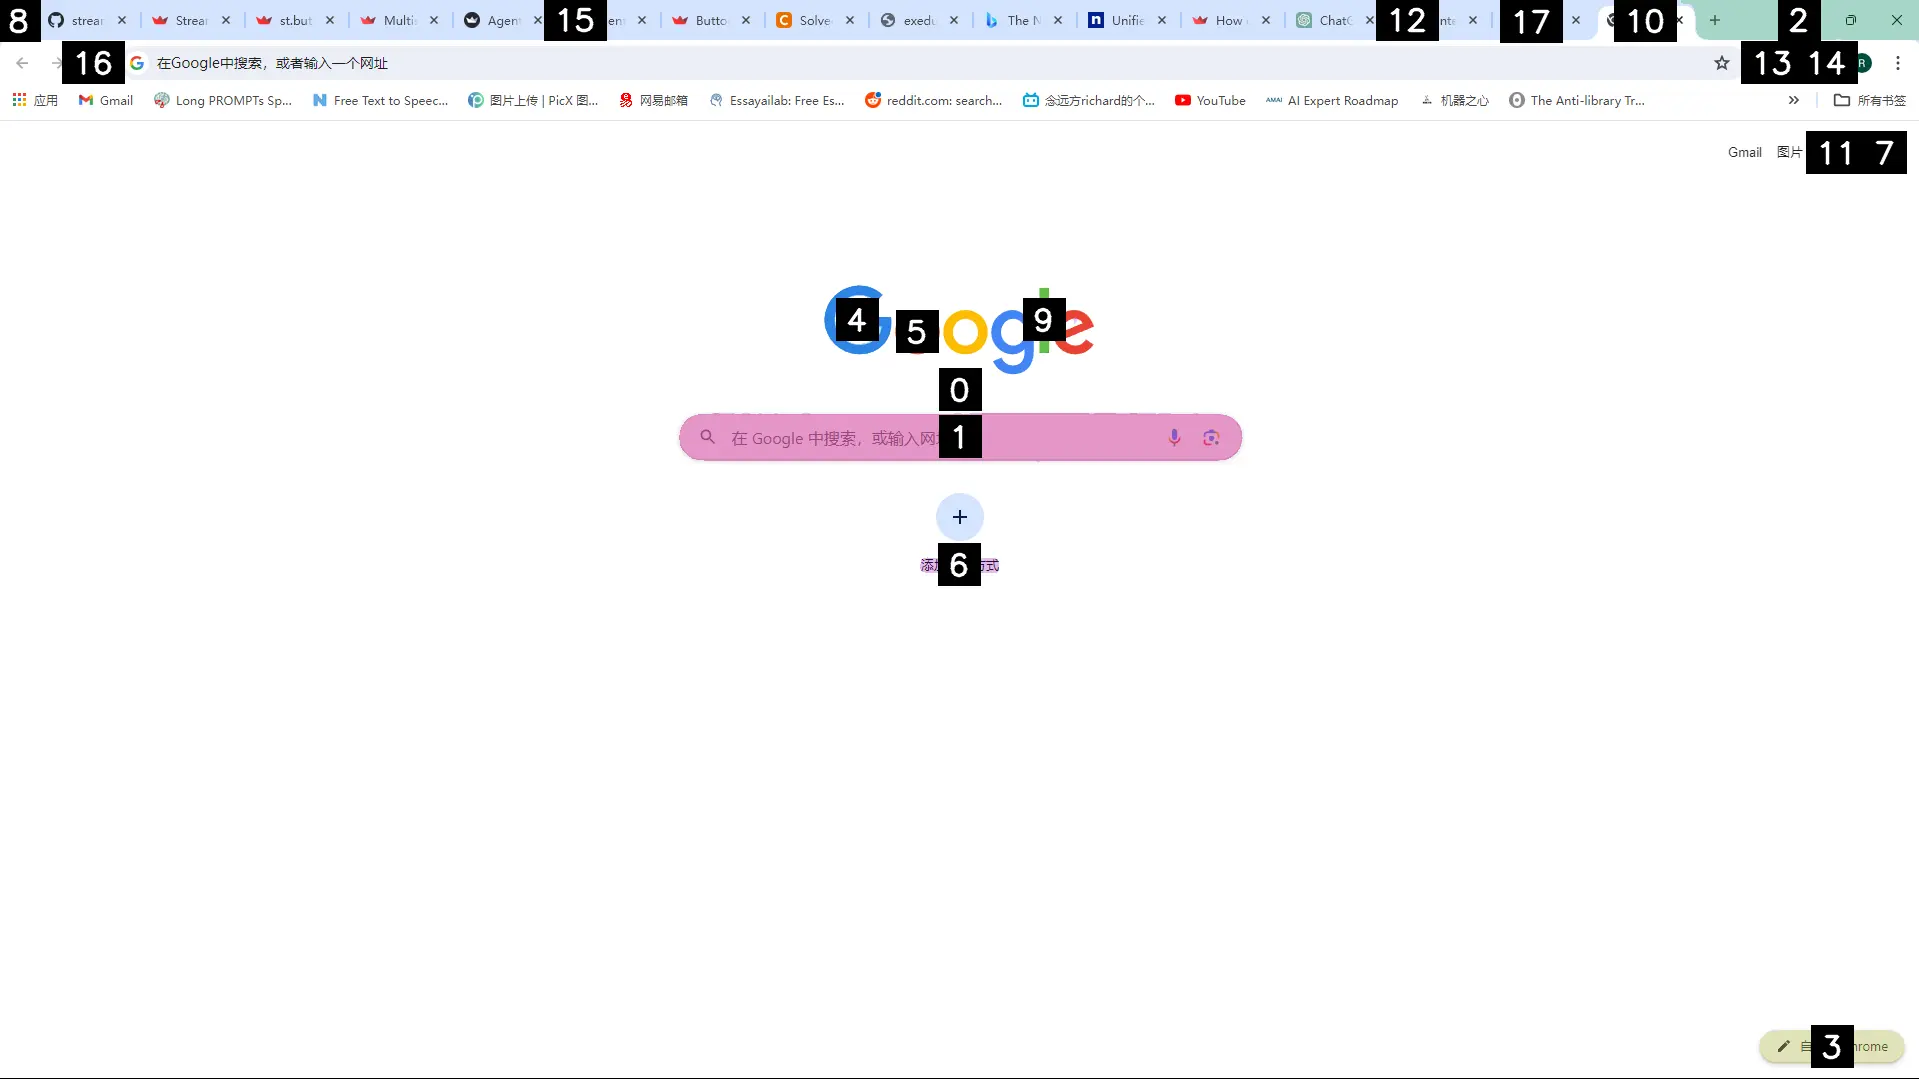 8 strear Strear st.but Multi Agen 15 Butto Solve exedu The N Unifie How ChatG 12 17 10 2
16 在Google中搜索，或者输入一个网址 13 14 R
应用 Gmail Long PROMPTs Sp... Free Text to Speec... 图片上传 | PicX 图... 网易邮箱 Essayailab: Free Es... reddit.com: search... 念远方richard的个... YouTube AMAI AI Expert Roadmap 机器之心 The Anti-library Tr... » 所有书签
Gmail 图片 11 7
Google
4 5 9
0
在 Google 中搜索，或输入网 1
添 6 方式
3 hrome